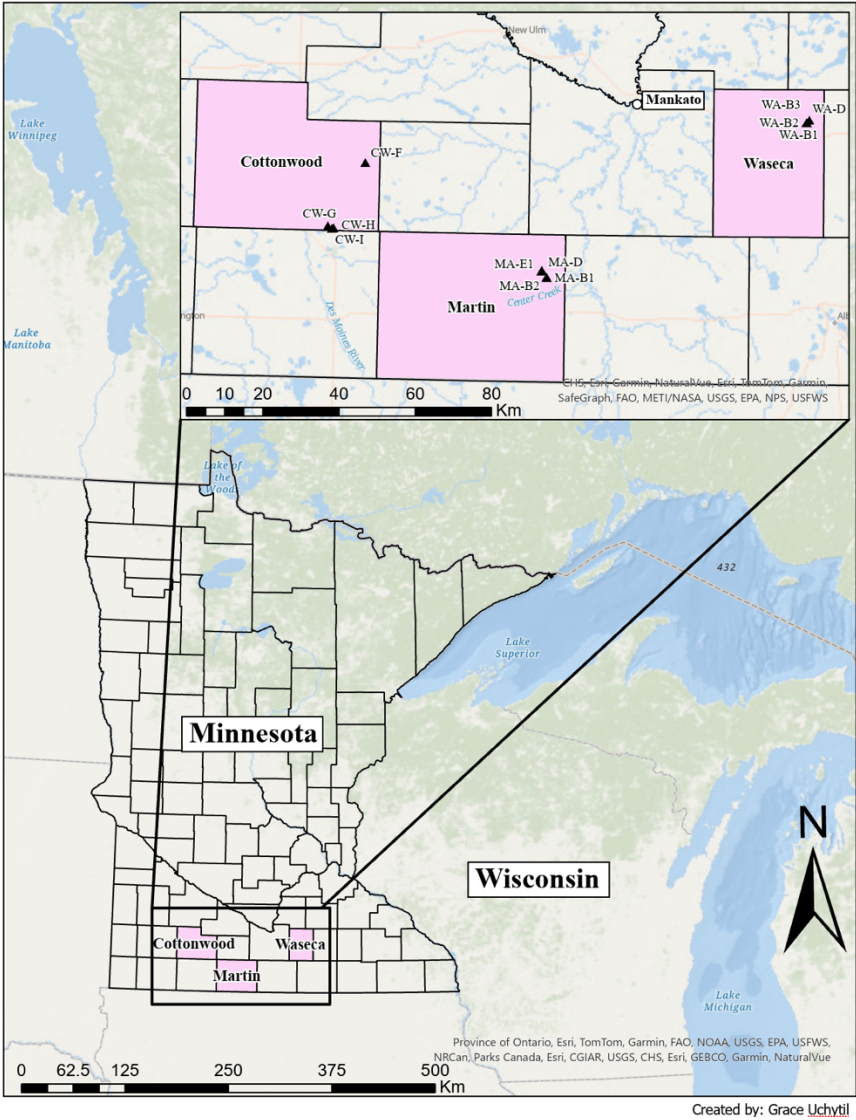 New Ulm
Lake
Winnipeg
Mankato
WA-B3
WA-D
WA-B2
WA-B1
CW-F
Cottonwood
Waseca
CW-G
CW-H
CW-I
MA-E1
MA-D
MA-B1
MA-B2
Center Creek
Martin
Des Moines River
ngton
Alb
Lake
Manitoba
0 10 20 40 60 80
Km
CHS, Esri, Garmin, NaturalVue, Esri, TomTom, Garmin,
SafeGraph, FAO, METI/NASA, USGS, EPA, NPS, USFWS
Lake of
the
Woods
432
Lake
Superior
Minnesota
N
Wisconsin
Cottonwood
Waseca
Martin
Lake
Michigan
Province of Ontario, Esri, TomTom, Garmin, FAO, NOAA, USGS, EPA, USFWS,
NRCan, Parks Canada, Esri, CGIAR, USGS, CHS, Esri, GEBCO, Garmin, NaturalVue
0 62.5 125 250 375 500
Km
Created by: Grace Uchytil